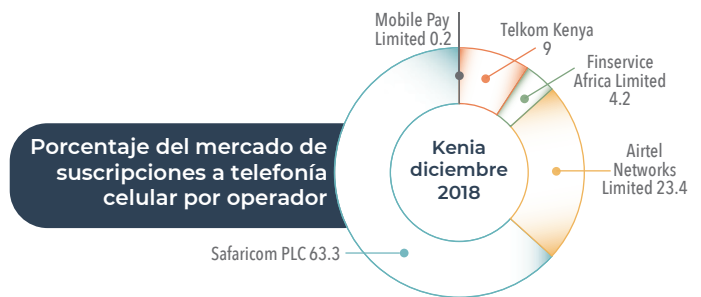 Mobile Pay
Limited 0.2
Telkom Kenya
9
Finservice
Africa Limited
4.2
Porcentaje del mercado de
suscripciones a telefonía
celular por operador
Kenia
diciembre
2018
Airtel
Networks
Limited 23.4
Safaricom PLC 63.3